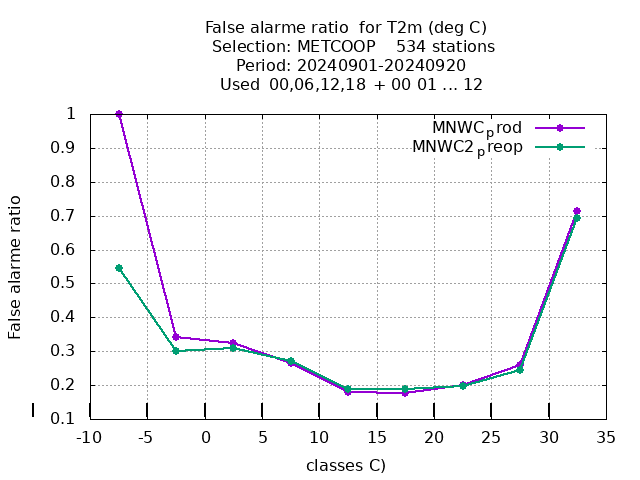 False alarme ratio  for T2m (deg C)
Selection: METCOOP    534 stations
Period: 20240901-20240920
Used  00,06,12,18 + 00 01 ... 12
MNWCprod
MNWC2preop
False alarme ratio
1
0.9
0.8
0.7
0.6
0.5
0.4
0.3
0.2
0.1
-10 -5 0 5 10 15 20 25 30 35
classes C)